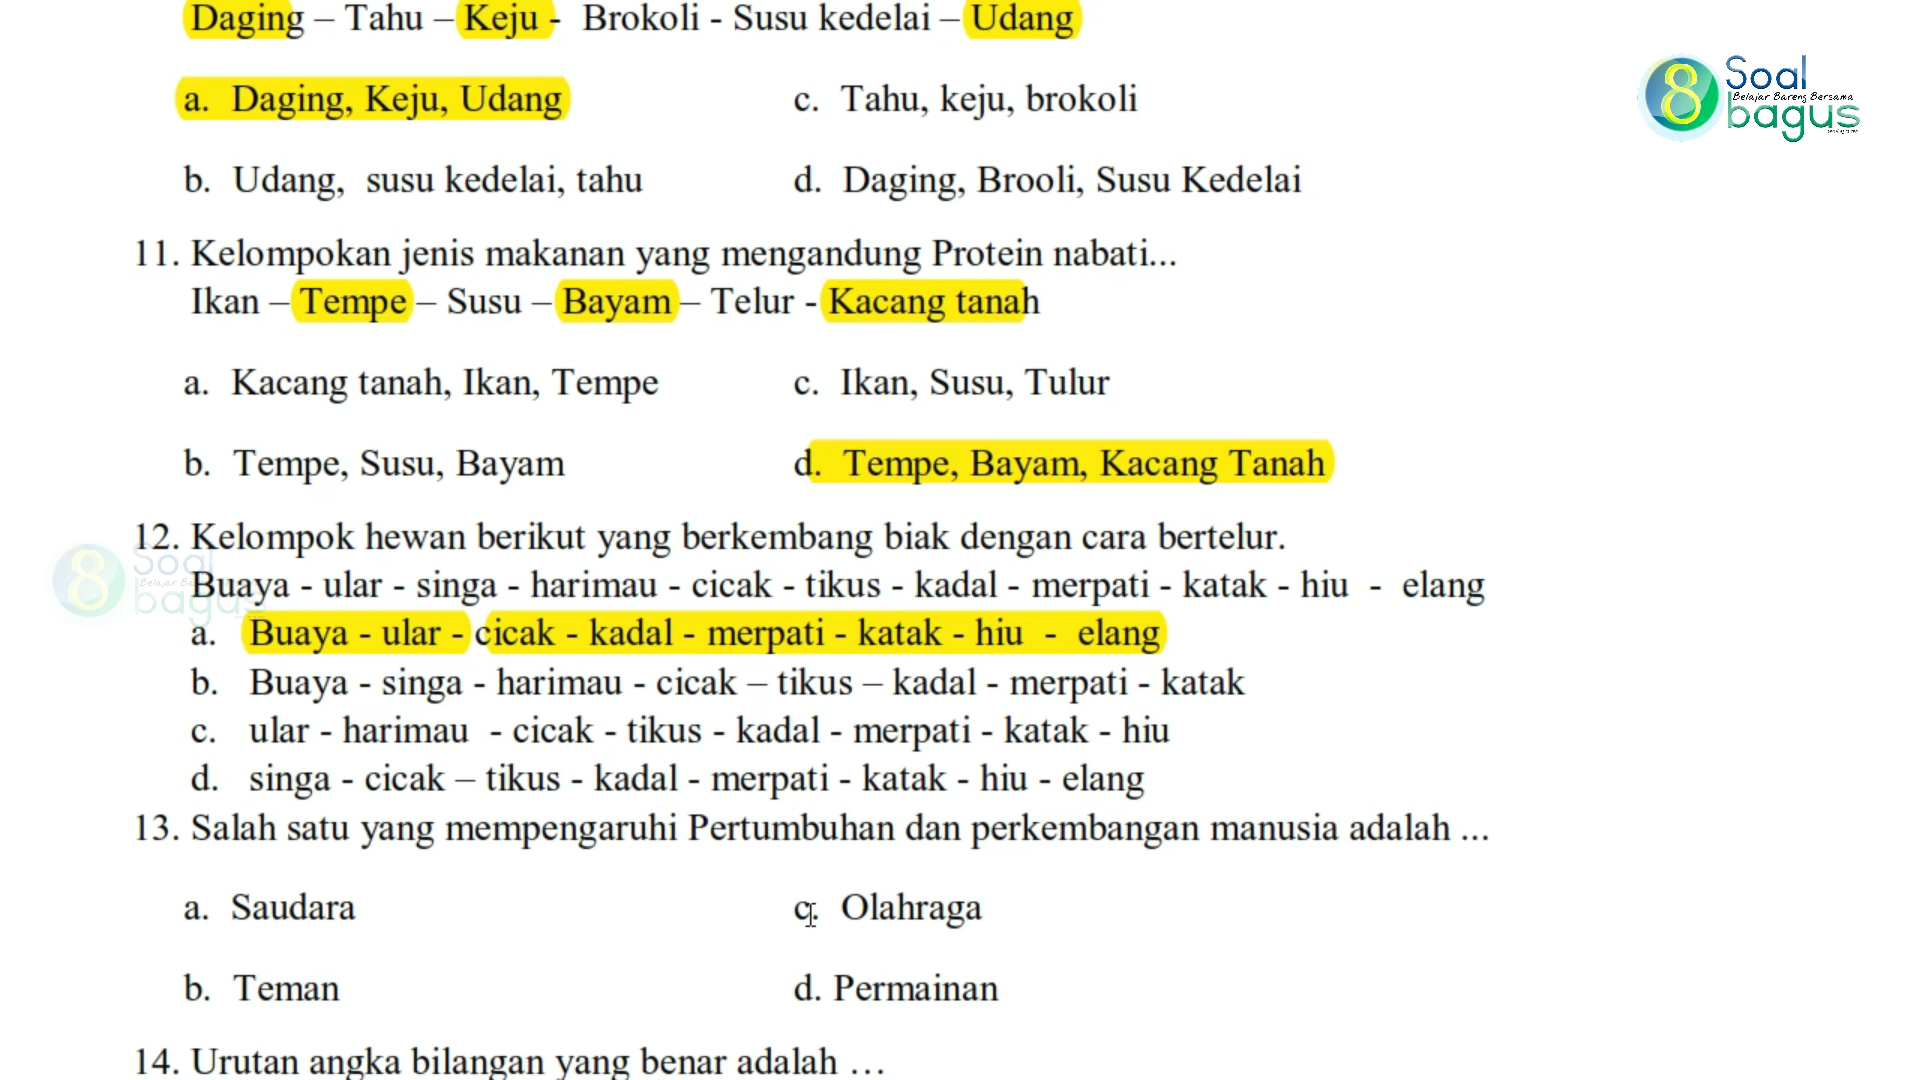 Daging – Tahu – Keju - Brokoli - Susu kedelai – Udang
Soal
Belajar Bareng Bersama
bagus
a. Daging, Keju, Udang
c. Tahu, keju, brokoli
b. Udang, susu kedelai, tahu
d. Daging, Brooli, Susu Kedelai
11. Kelompokan jenis makanan yang mengandung Protein nabati...
Ikan – Tempe – Susu – Bayam – Telur - Kacang tanah
a. Kacang tanah, Ikan, Tempe
c. Ikan, Susu, Tulur
b. Tempe, Susu, Bayam
d. Tempe, Bayam, Kacang Tanah
12. Kelompok hewan berikut yang berkembang biak dengan cara bertelur.
Soal
bagus
Buaya - ular - singa - harimau - cicak - tikus - kadal - merpati - katak - hiu - elang
a. Buaya - ular - cicak - kadal - merpati - katak - hiu - elang
b. Buaya - singa - harimau - cicak – tikus – kadal - merpati - katak
c. ular - harimau - cicak - tikus - kadal - merpati - katak - hiu
d. singa - cicak – tikus - kadal - merpati - katak - hiu - elang
13. Salah satu yang mempengaruhi Pertumbuhan dan perkembangan manusia adalah ...
a. Saudara
c. Olahraga
b. Teman
d. Permainan
14. Urutan angka bilangan yang benar adalah …